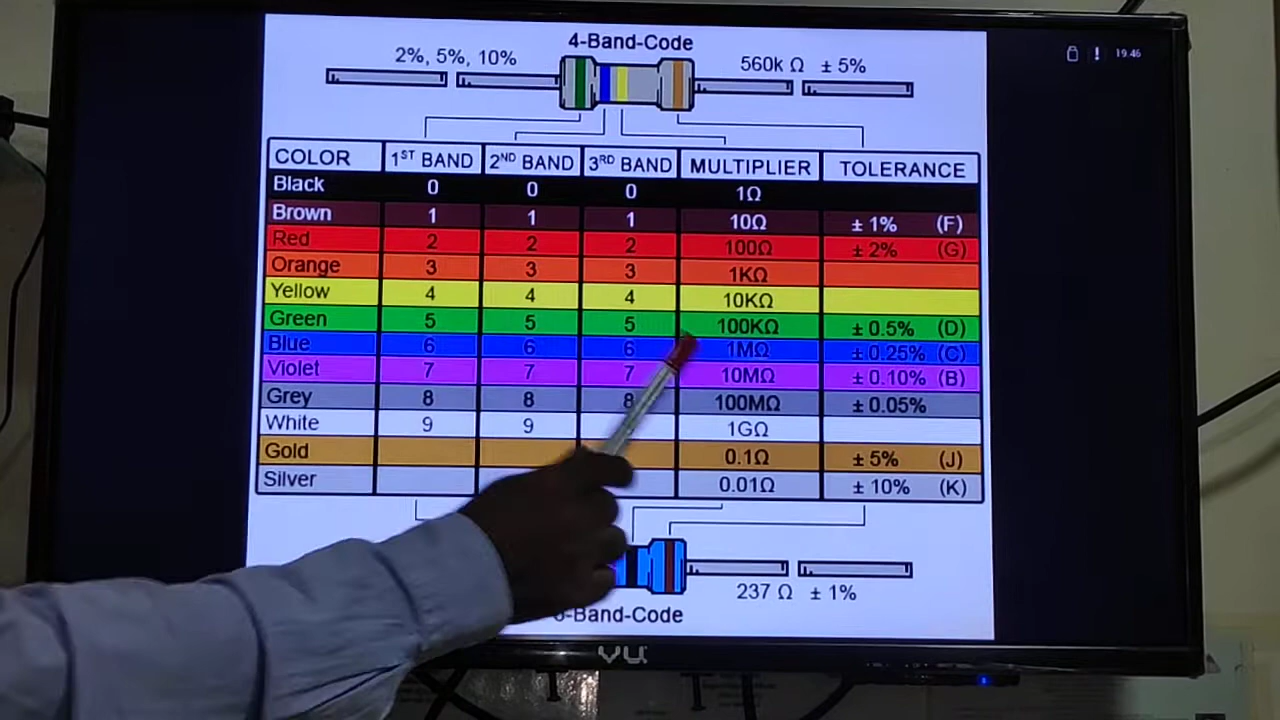 4-Band-Code
2%, 5%, 10%
560k Ω ± 5%
19.46
COLOR 1ST BAND 2ND BAND 3RD BAND MULTIPLIER TOLERANCE
Black 0 0 0 1Ω
Brown 1 1 1 10Ω ± 1% (F)
Red 2 2 2 100Ω ± 2% (G)
Orange 3 3 3 1KΩ
Yellow 4 4 4 10KΩ
Green 5 5 5 100KΩ ± 0.5% (D)
Blue 6 6 6 1MΩ ± 0.25% (C)
Violet 7 7 7 10MΩ ± 0.10% (B)
Grey 8 8 8 100MΩ ± 0.05%
White 9 9 1GΩ
Gold 0.1Ω ± 5% (J)
Silver 0.01Ω ± 10% (K)
237 Ω ± 1%
-Band-Code
VU